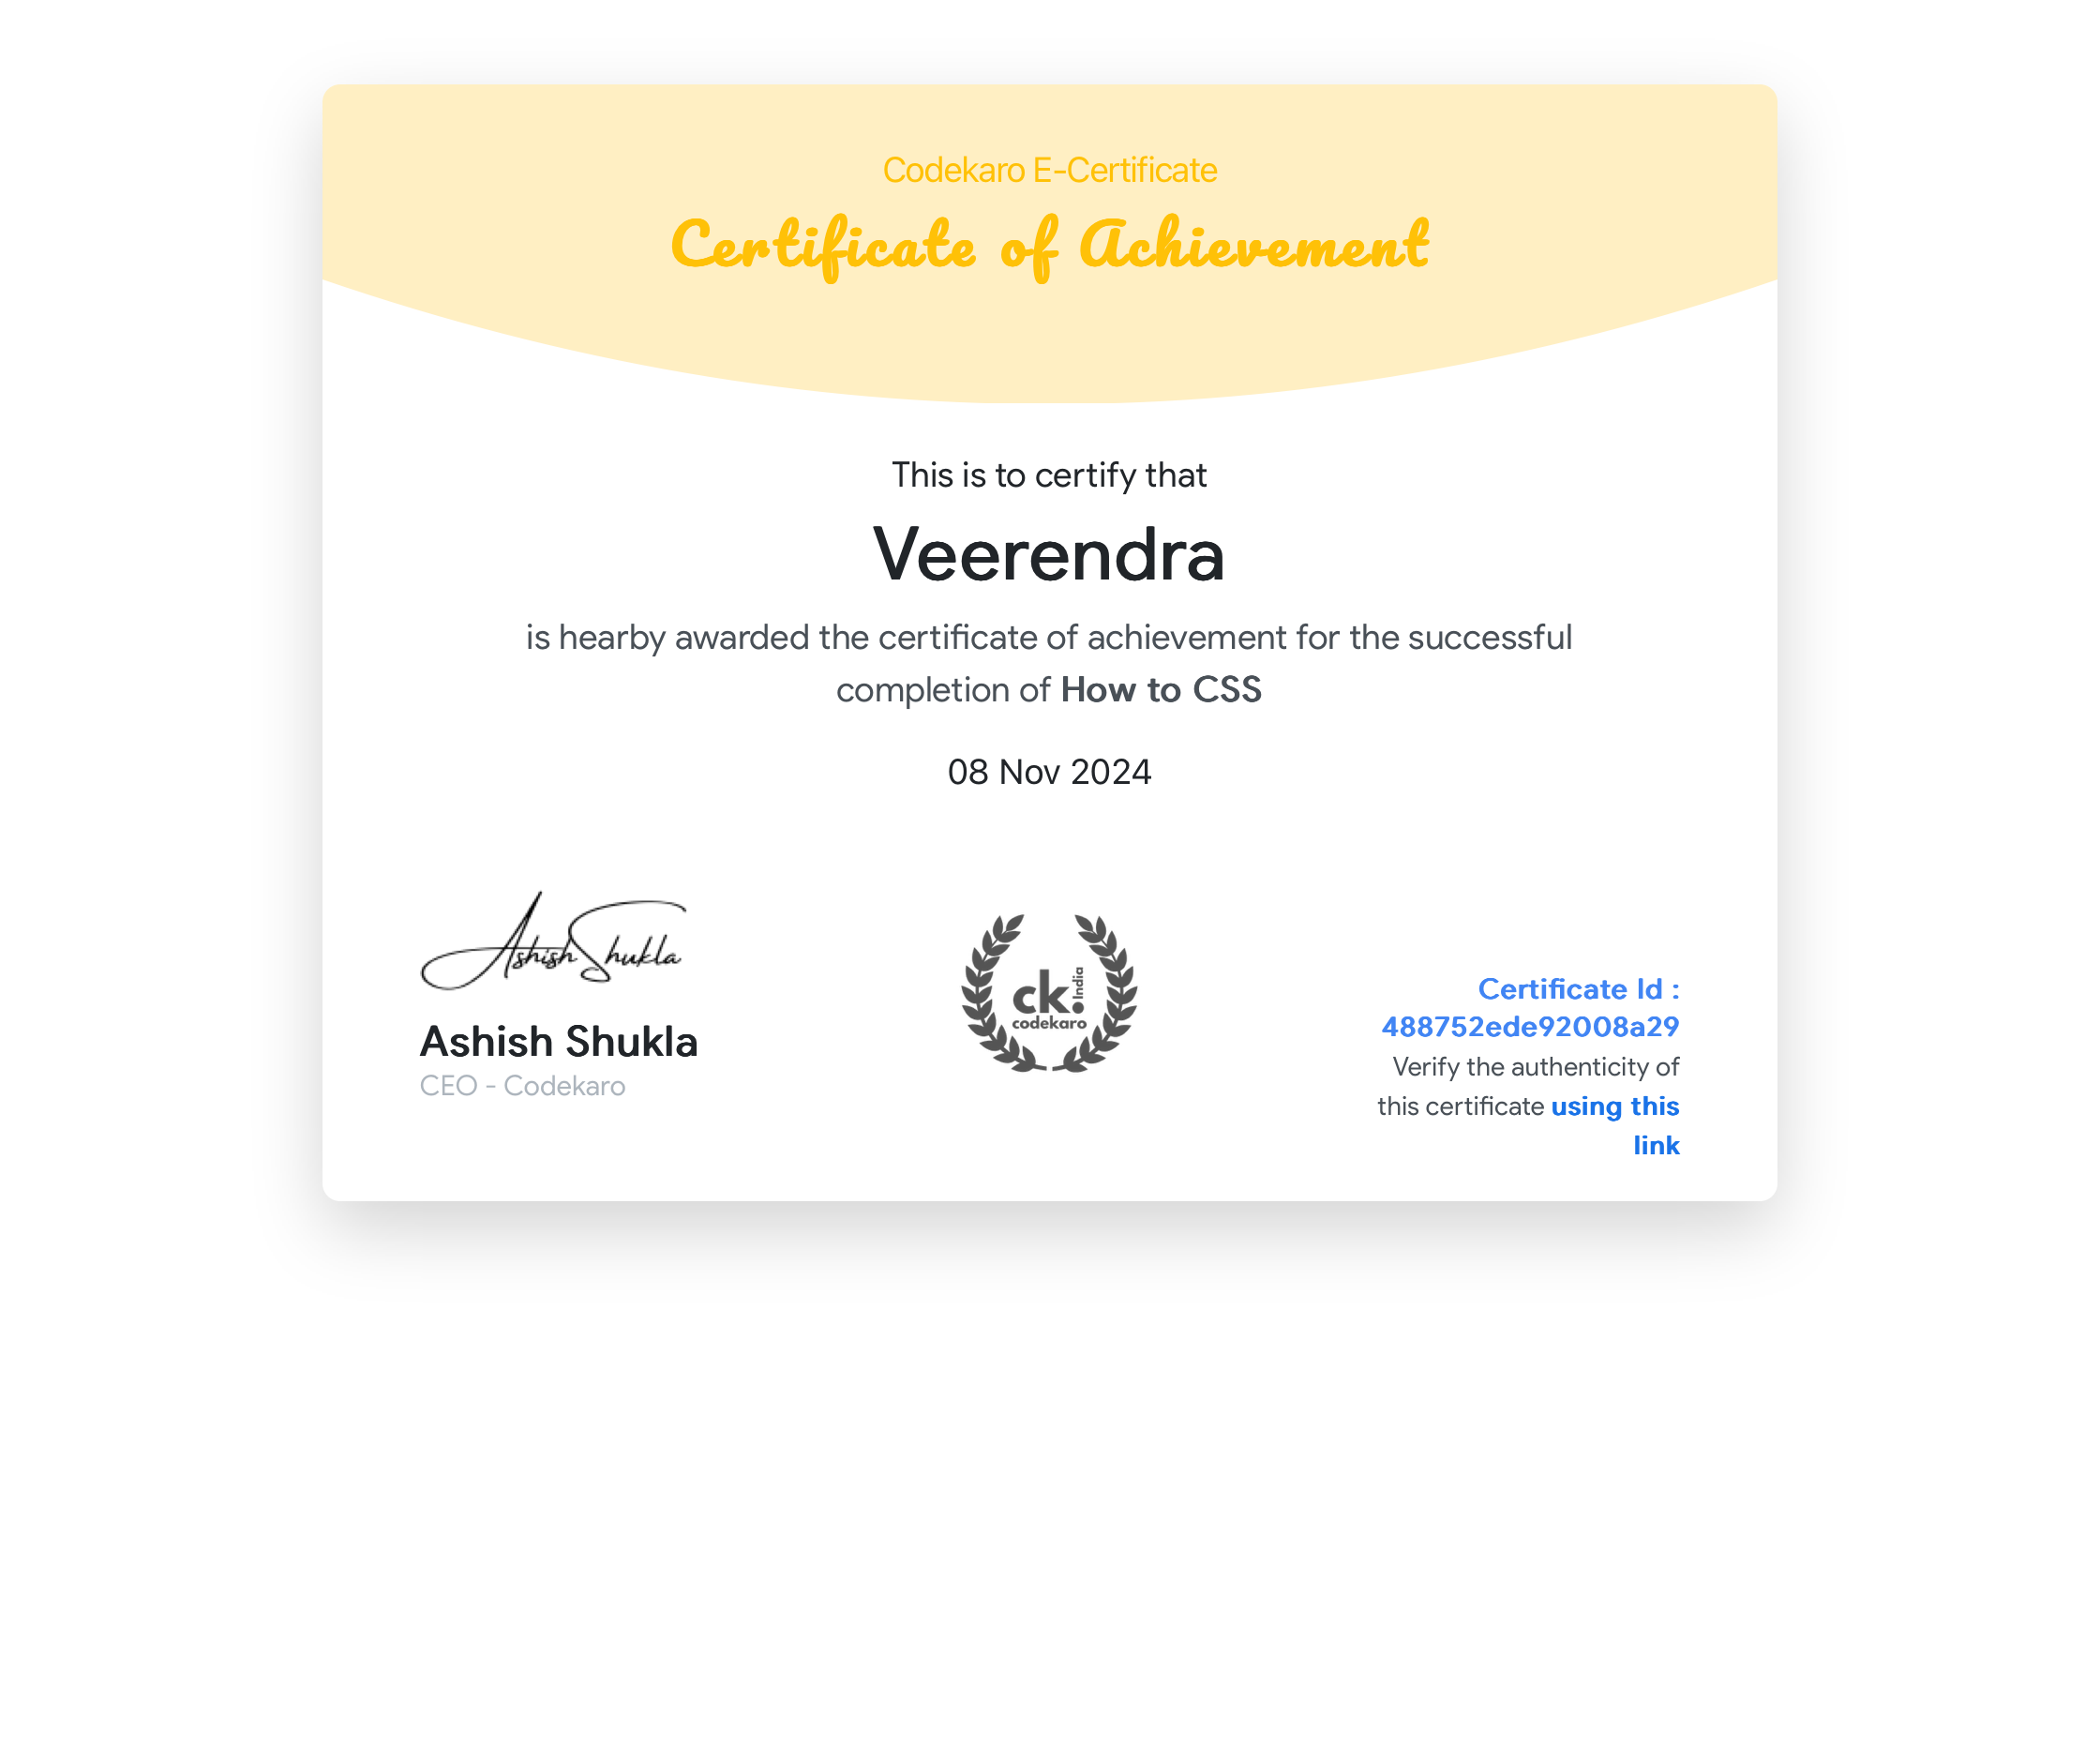 Codekaro E-Certificate
Certificate of Achievement
This is to certify that
Veerendra
is hearby awarded the certificate of achievement for the successful
completion of How to CSS
08 Nov 2024
Ashish Shukla
Ashish Shukla
CEO - Codekaro
ck. India
codekaro
Certificate Id :
488752ede92008a29
Verify the authenticity of
this certificate using this
link